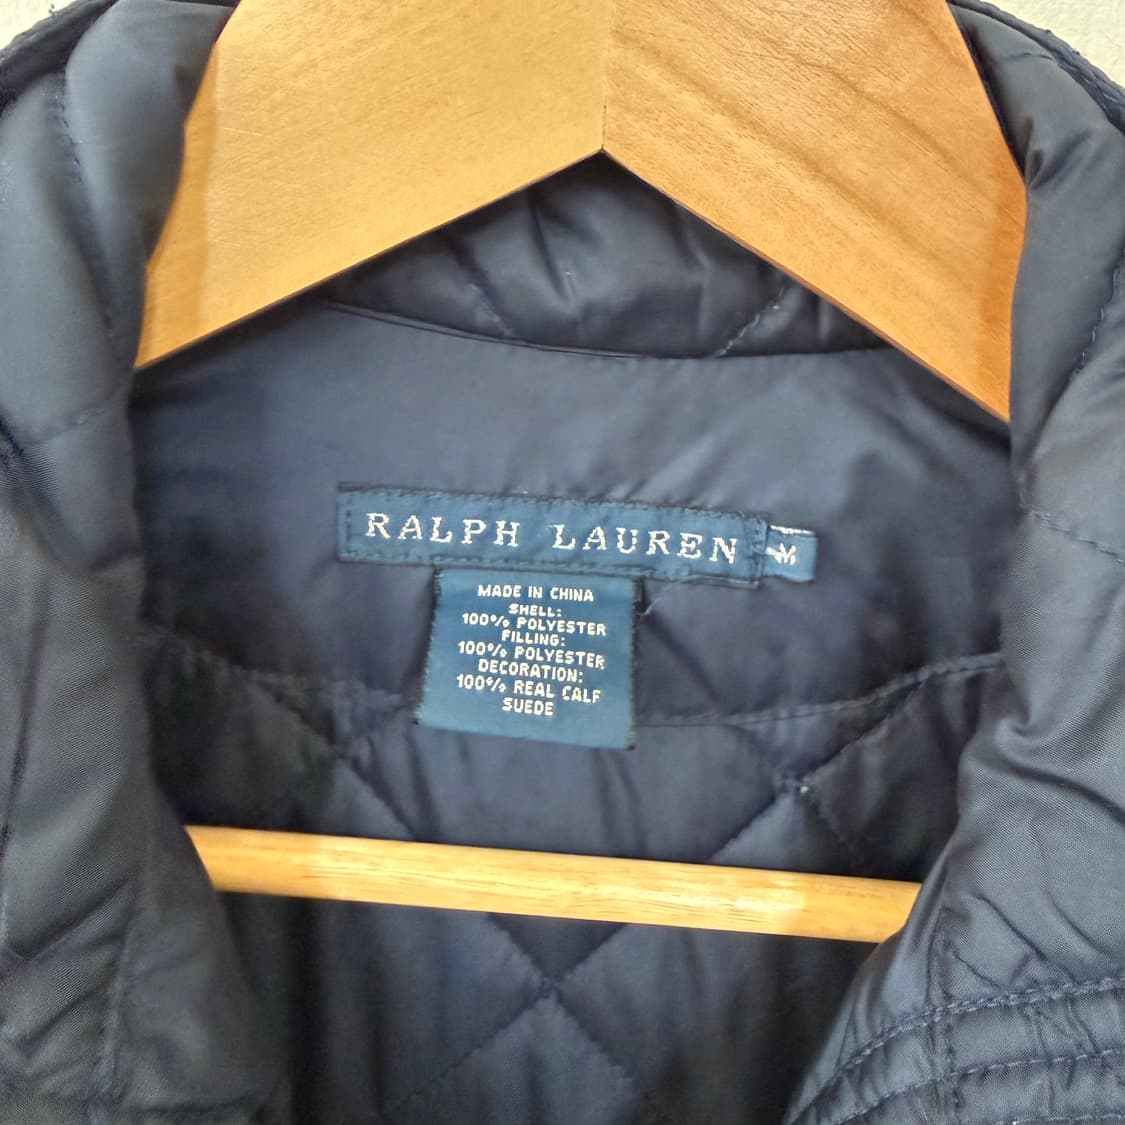 RALPH LAUREN
M
MADE IN CHINA
SHELL:
100% POLYESTER
FILLING:
100% POLYESTER
DECORATION:
100% REAL CALF
SUEDE